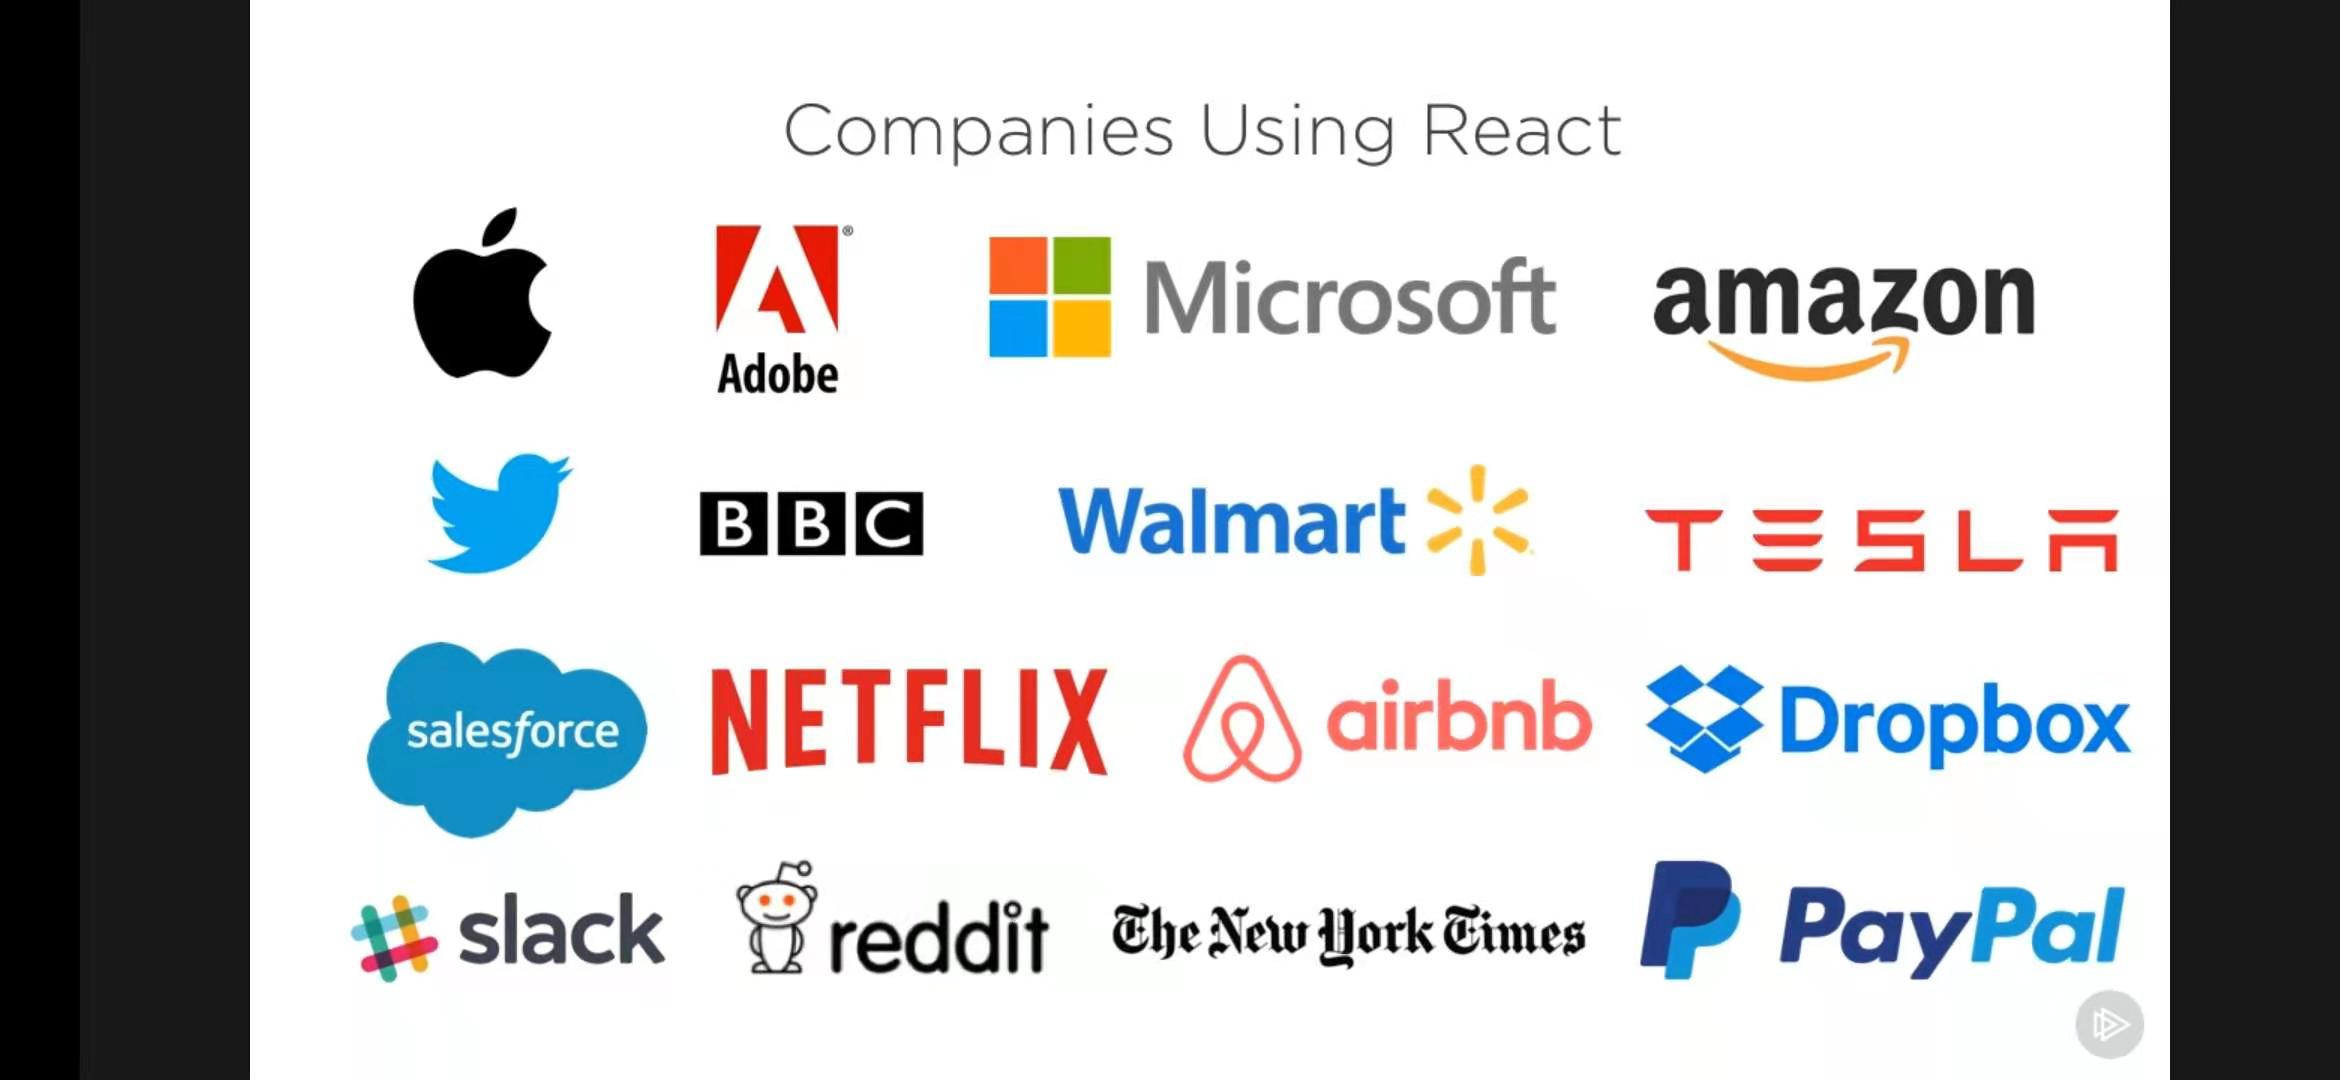 Companies Using React
Adobe ®
Microsoft
amazon
BBC
Walmart
TESLA
salesforce
NETFLIX
airbnb
Dropbox
slack
reddit
The New York Times
PayPal